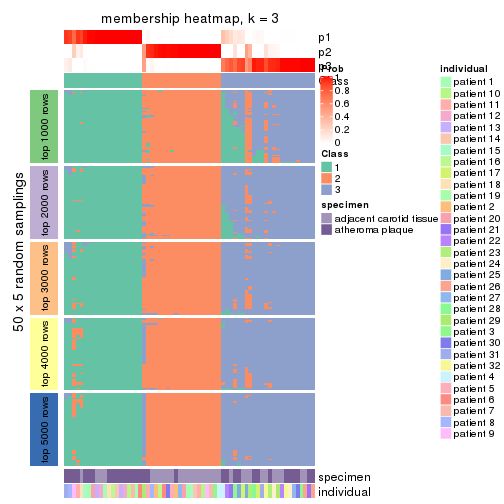 membership heatmap, k = 3
p1
p2
p3
Class
50 x 5 random samplings
top 1000 rows
top 2000 rows
top 3000 rows
top 4000 rows
top 5000 rows
specimen
individual
Prob
1
0.8
0.6
0.4
0.2
0
Class
1
2
3
specimen
adjacent carotid tissue
atheroma plaque
individual
patient 1
patient 10
patient 11
patient 12
patient 13
patient 14
patient 15
patient 16
patient 17
patient 18
patient 19
patient 2
patient 20
patient 21
patient 22
patient 23
patient 24
patient 25
patient 26
patient 27
patient 28
patient 29
patient 3
patient 30
patient 31
patient 32
patient 4
patient 5
patient 6
patient 7
patient 8
patient 9